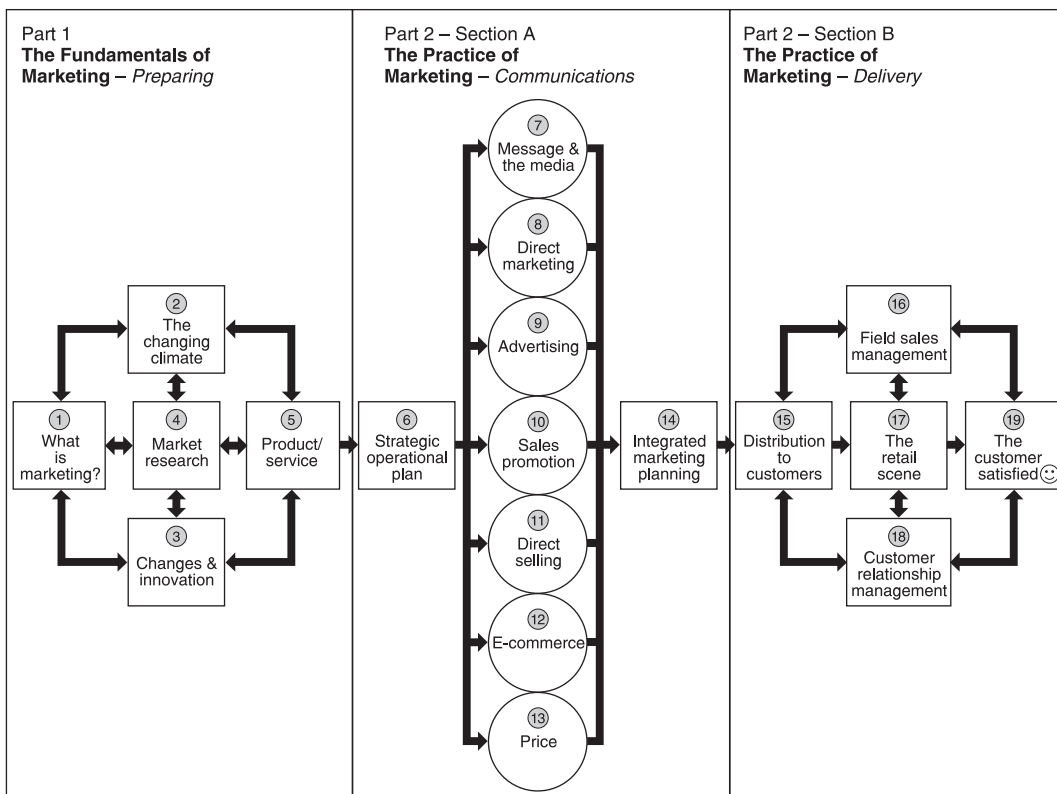 Part 1
The Fundamentals of
Marketing – Preparing
2
The
changing
climate
1
What
is
marketing?
4
Market
research
5
Product/
service
3
Changes &
innovation
Part 2 – Section A
The Practice of
Marketing – Communications
6
Strategic
operational
plan
7
Message &
the media
8
Direct
marketing
9
Advertising
10
Sales
promotion
11
Direct
selling
12
E-commerce
13
Price
14
Integrated
marketing
planning
Part 2 – Section B
The Practice of
Marketing – Delivery
15
Distribution
to
customers
16
Field sales
management
17
The
retail
scene
18
Customer
relationship
management
19
The
customer
satisfied